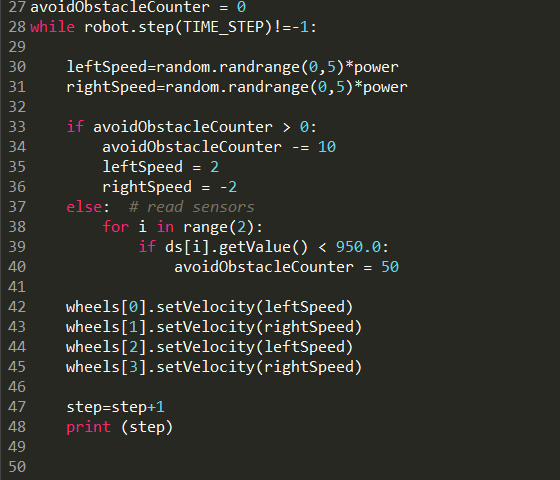 27 avoidObstacleCounter = 0
28 while robot.step(TIME_STEP)!=-1:
29
30     leftSpeed=random.randrange(0,5)*power
31     rightSpeed=random.randrange(0,5)*power
32
33     if avoidObstacleCounter > 0:
34         avoidObstacleCounter -= 10
35         leftSpeed = 2
36         rightSpeed = -2
37     else:  # read sensors
38         for i in range(2):
39             if ds[i].getValue() < 950.0:
40                 avoidObstacleCounter = 50
41
42     wheels[0].setVelocity(leftSpeed)
43     wheels[1].setVelocity(rightSpeed)
44     wheels[2].setVelocity(leftSpeed)
45     wheels[3].setVelocity(rightSpeed)
46
47     step=step+1
48     print (step)
49
50